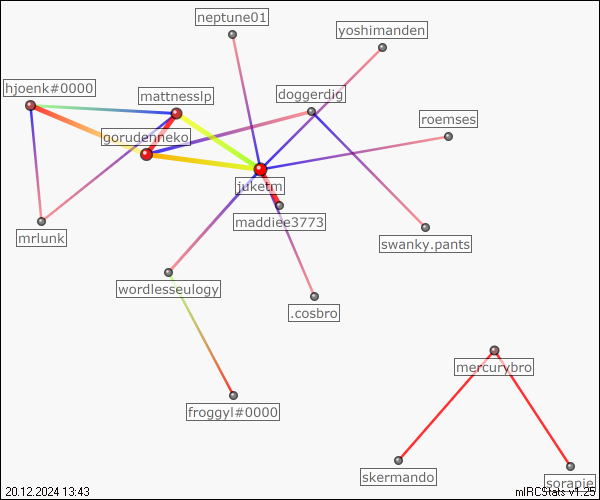 neptune01
yoshimanden
hjoenk#0000
mattnesslp
doggerdig
roemses
gorudenneko
juketm
maddiee3773
mrlunk
swanky.pants
wordlesseulogy
.cosbro
mercurybro
froggyl#0000
skermando
sorapie
20.12.2024 13:43
mIRCStats v1.25